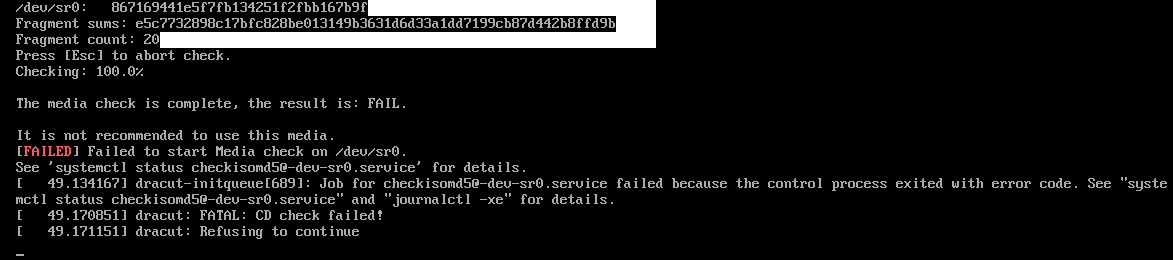 /dev/sr0:   867169441e5f7fb134251f2fbb167b9f
Fragment sums: e5c7732898c17bfc828be013149b3631d6d33a1dd7199cb87d442b8ffd9b
Fragment count: 20
Press [Esc] to abort check.
Checking: 100.0%
The media check is complete, the result is: FAIL.
It is not recommended to use this media.
[FAILED] Failed to start Media check on /dev/sr0.
See 'systemctl status checkisomd5@-dev-sr0.service' for details.
[   49.134167] dracut-initqueue[689]: Job for checkisomd5@-dev-sr0.service failed because the control process exited with error code. See "syste
mctl status checkisomd5@-dev-sr0.service" and "journalctl -xe" for details.
[   49.170851] dracut: FATAL: CD check failed!
[   49.171151] dracut: Refusing to continue
_